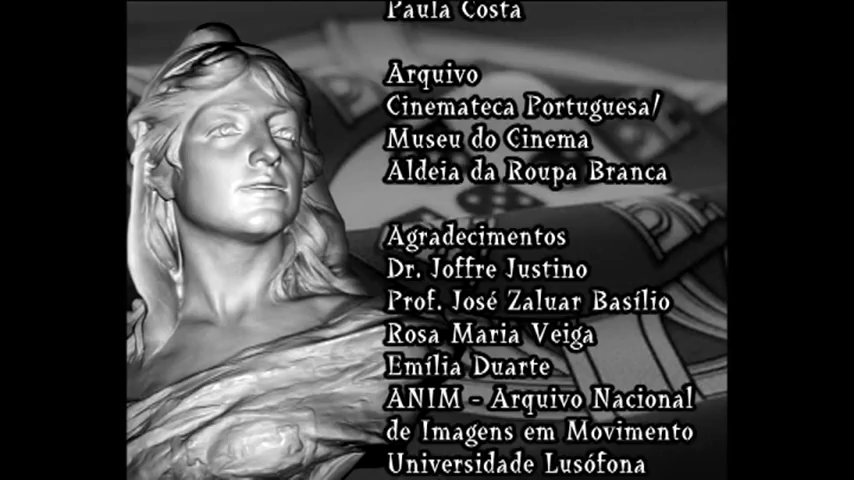 Paula Costa
Arquivo
Cinemateca Portuguesa/
Museu do Cinema
Aldeia da Roupa Branca
Agradecimentos
Dr. Joffre Justino
Prof. José Zaluar Basílio
Rosa Maria Veiga
Emília Duarte
ANIM - Arquivo Nacional
de Imagens em Movimento
Universidade Lusófona